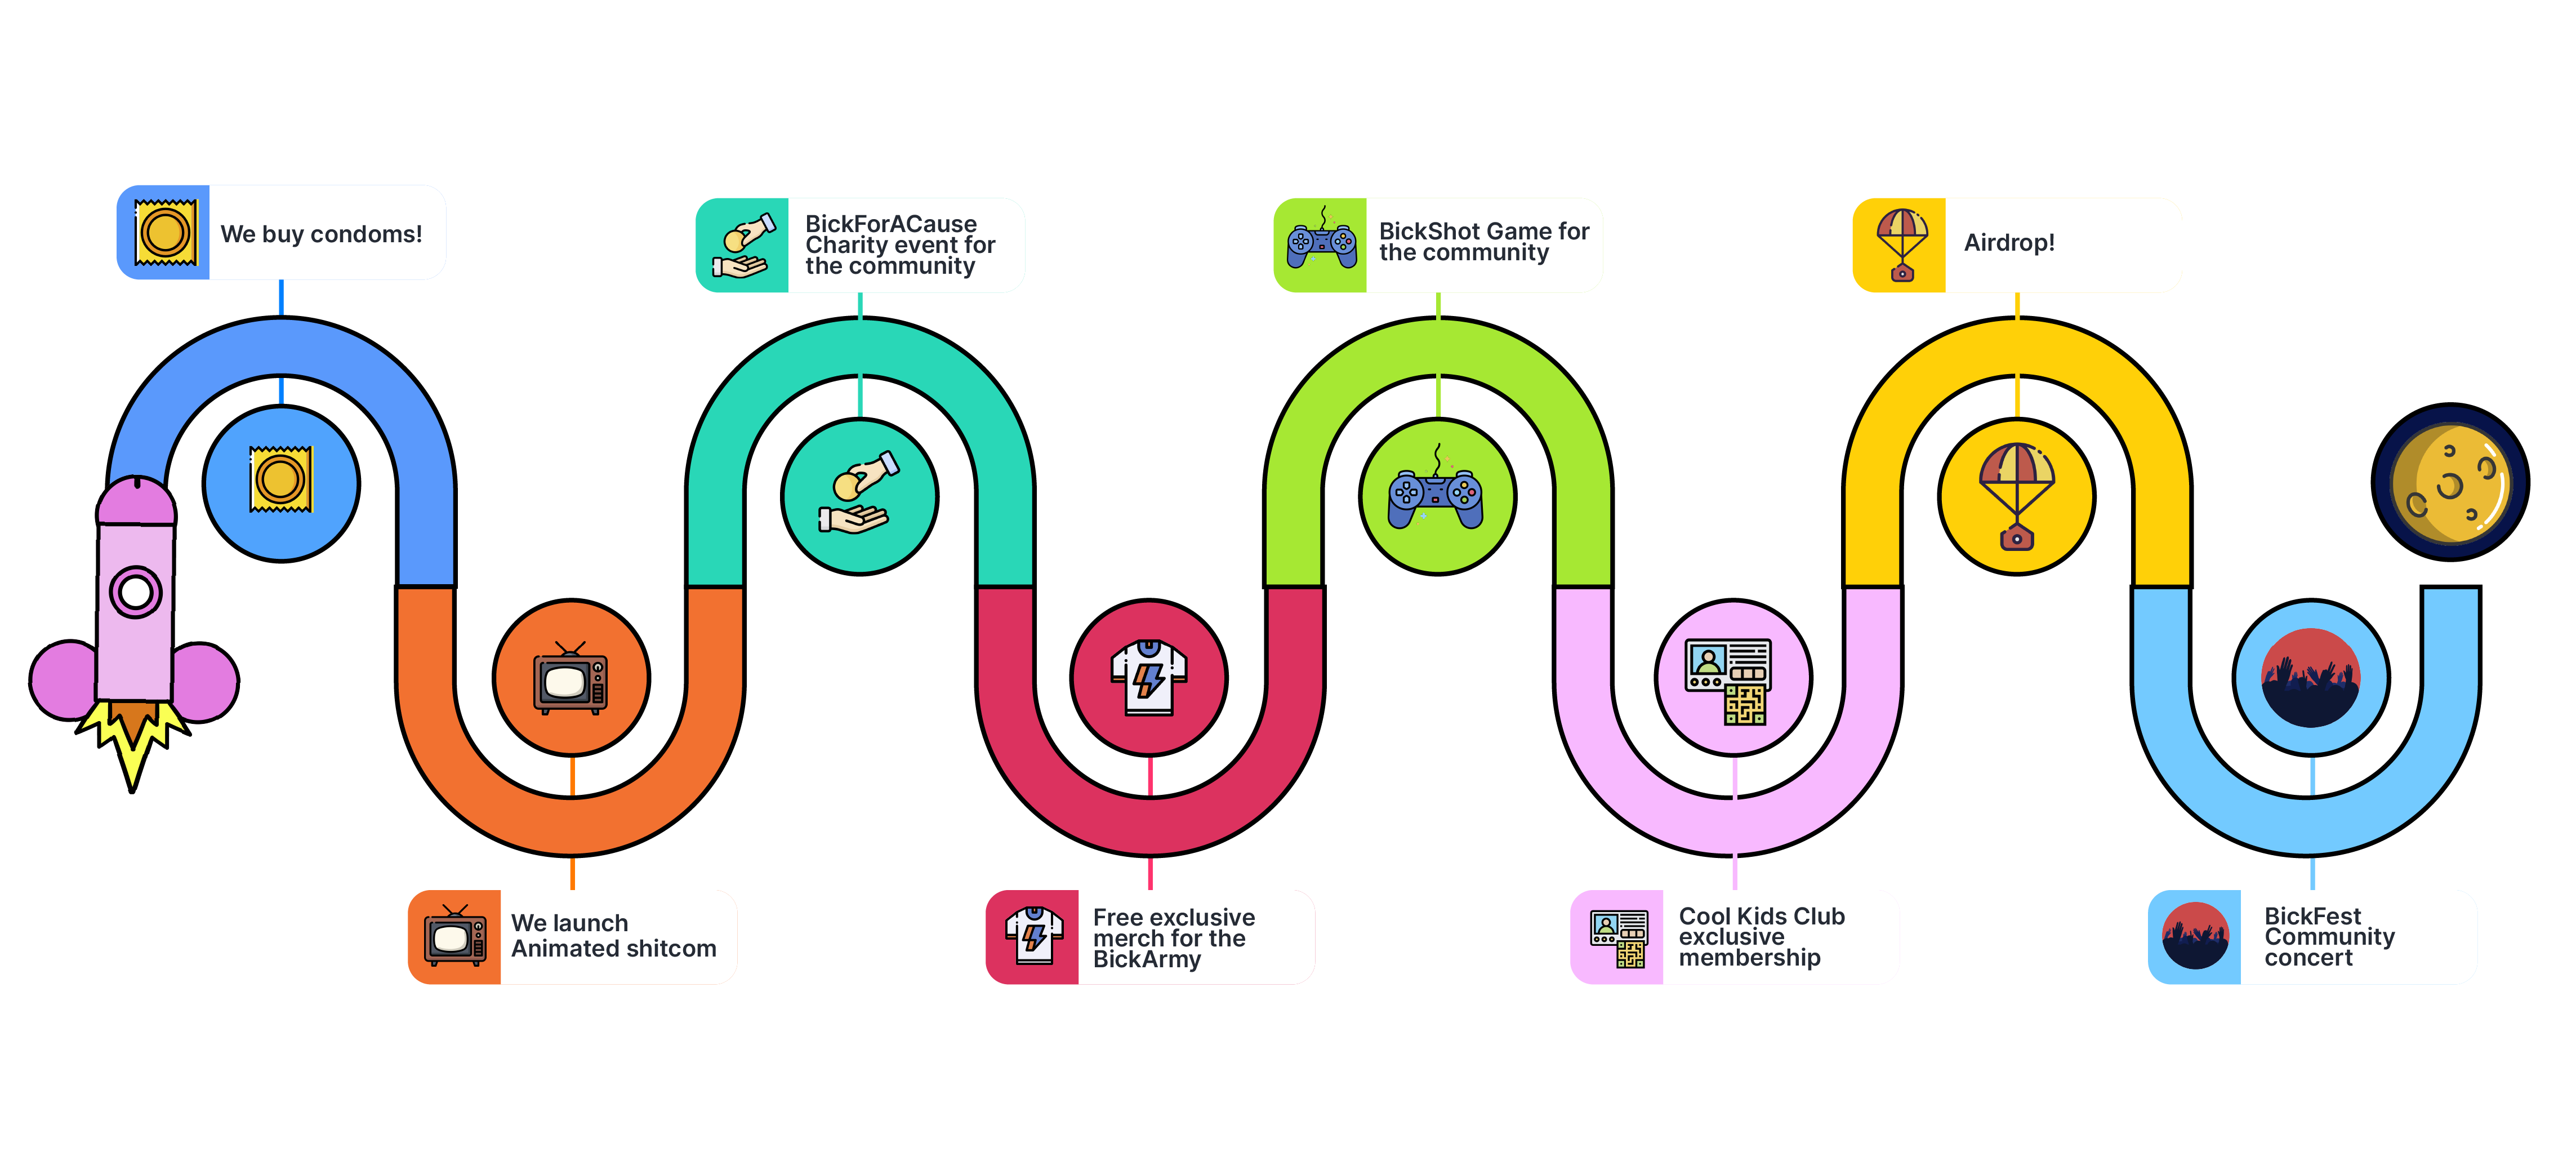 We buy condoms!
We launch
Animated shitcom
BickForACause
Charity event for
the community
Free exclusive
merch for the
BickArmy
BickShot Game for
the community
Cool Kids Club
exclusive
membership
Airdrop!
BickFest
Community
concert